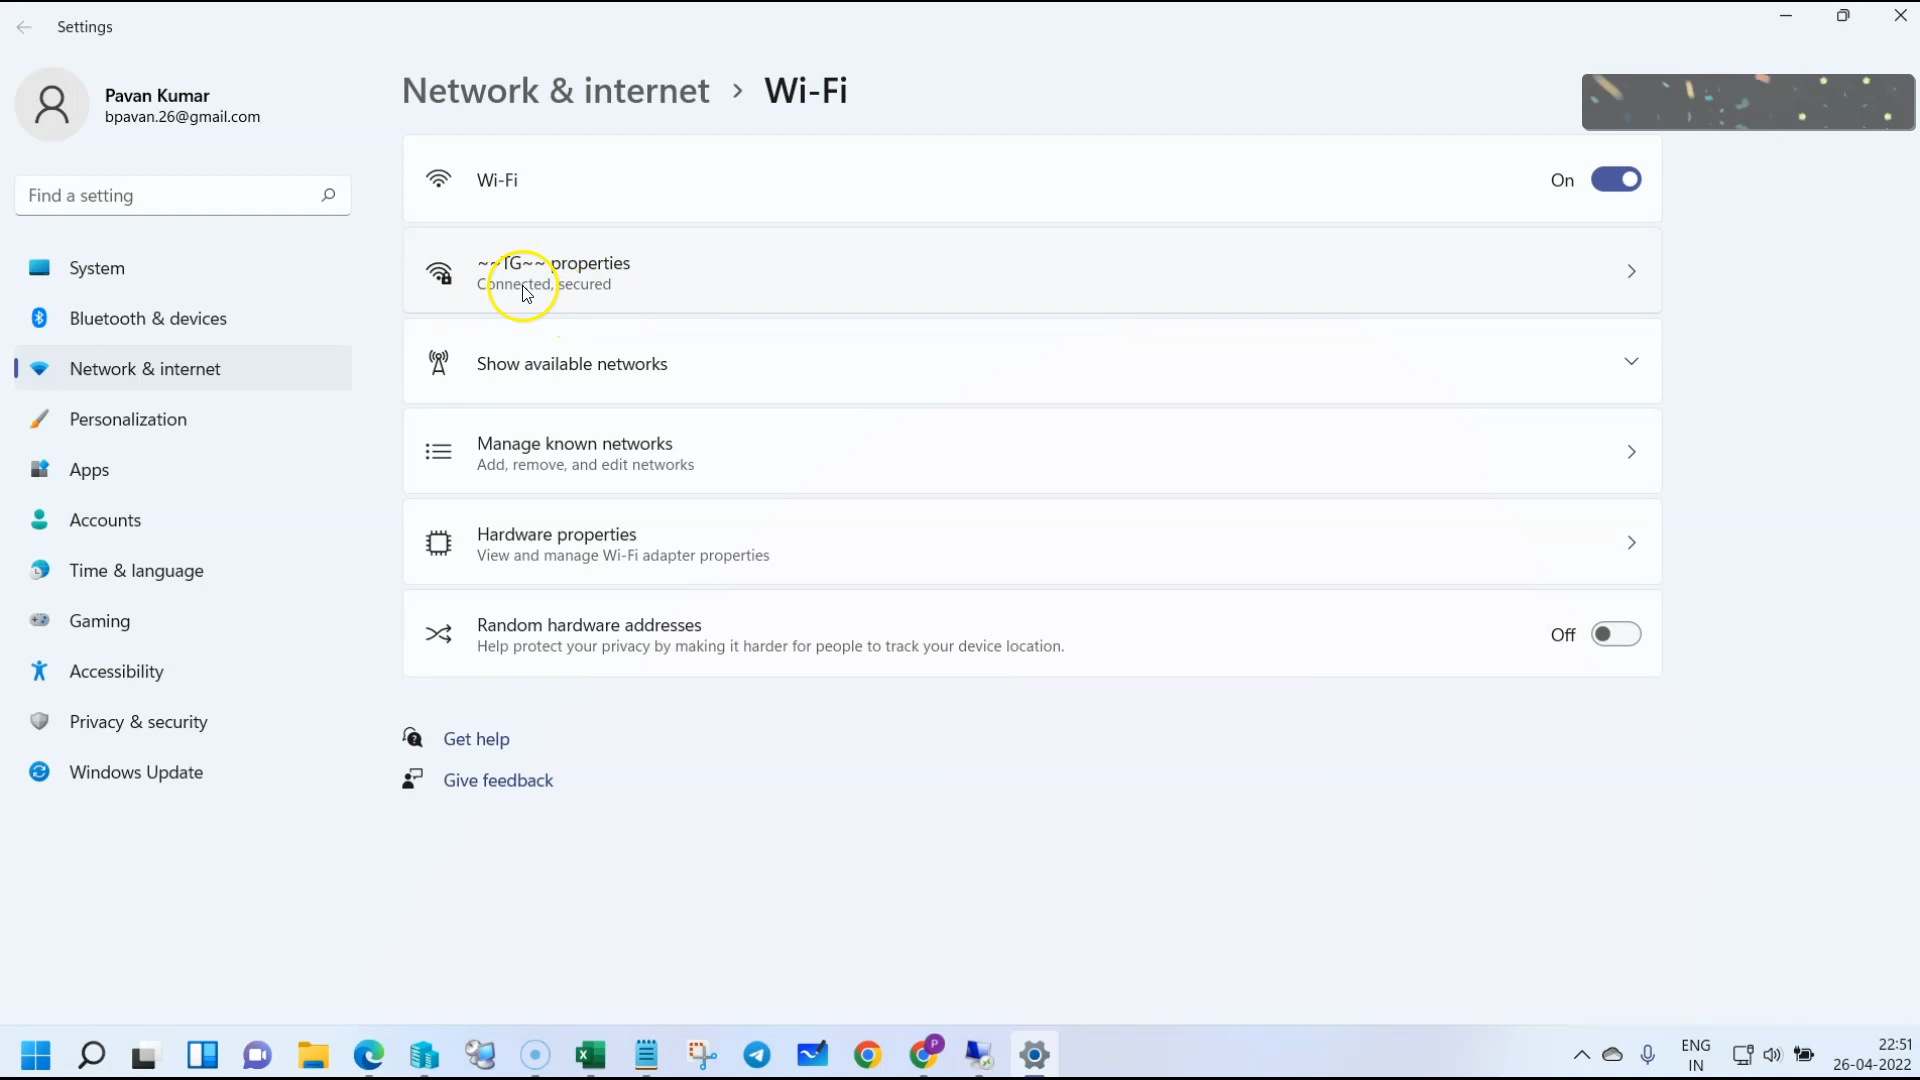 Settings
Pavan Kumar
bpavan.26@gmail.com
Find a setting
System
Bluetooth & devices
Network & internet
Personalization
Apps
Accounts
Time & language
Gaming
Accessibility
Privacy & security
Windows Update
Network & internet > Wi-Fi
Wi-Fi
On
~~TG~~ properties
Connected, secured
Show available networks
Manage known networks
Add, remove, and edit networks
Hardware properties
View and manage Wi-Fi adapter properties
Random hardware addresses
Help protect your privacy by making it harder for people to track your device location.
Off
Get help
Give feedback
P
ENG
IN
22:51
26-04-2022